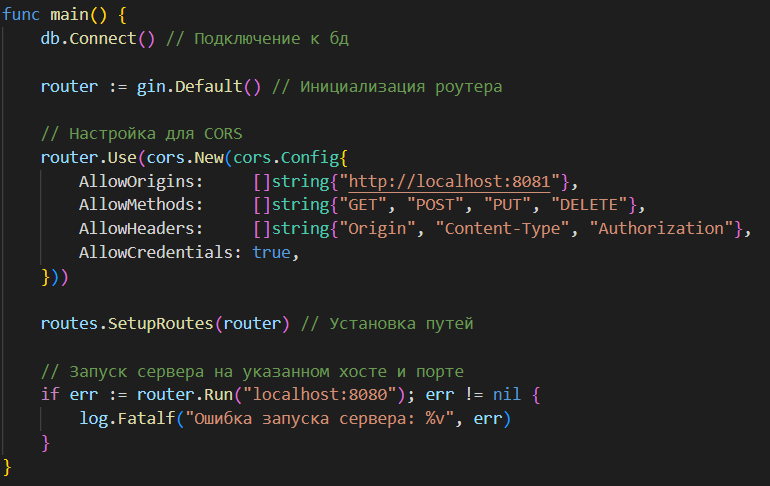 func main() {
    db.Connect() // Подключение к бд
    router := gin.Default() // Инициализация роутера
    // Настройка для CORS
    router.Use(cors.New(cors.Config{
        AllowOrigins:     []string{"http://localhost:8081"},
        AllowMethods:     []string{"GET", "POST", "PUT", "DELETE"},
        AllowHeaders:     []string{"Origin", "Content-Type", "Authorization"},
        AllowCredentials: true,
    }))
    routes.SetupRoutes(router) // Установка путей
    // Запуск сервера на указанном хосте и порте
    if err := router.Run("localhost:8080"); err != nil {
        log.Fatalf("Ошибка запуска сервера: %v", err)
    }
}